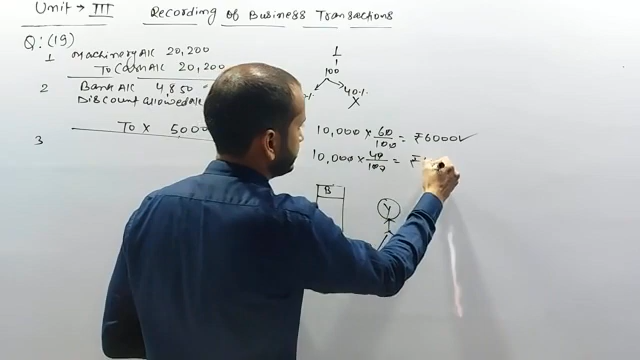 Unit → III Recording of Business Transactions
Q: (19)
1 Machinery A/c 20,200
To Cash A/c 20,200
2 Bank A/c 4,850
Discount allowed A/c
3 To X 5000
1
100
40%
X
10,000 × 60/100 = ₹6000 ✓
10,000 × 40/100 = ₹
B
Y